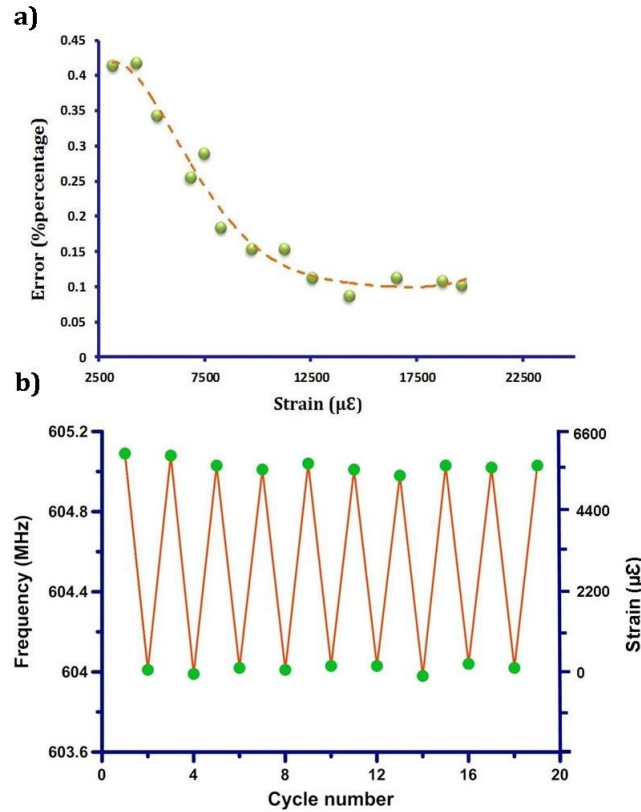 a)
0.45
0.4
0.35
0.3
0.25
0.2
0.15
0.1
0.05
0
Error (%percentage)
2500 7500 12500 17500 22500
Strain (µƐ)
b)
605.2
604.8
604.4
604
603.6
Frequency (MHz)
6600
4400
2200
0
Strain (µƐ)
0 4 8 12 16 20
Cycle number